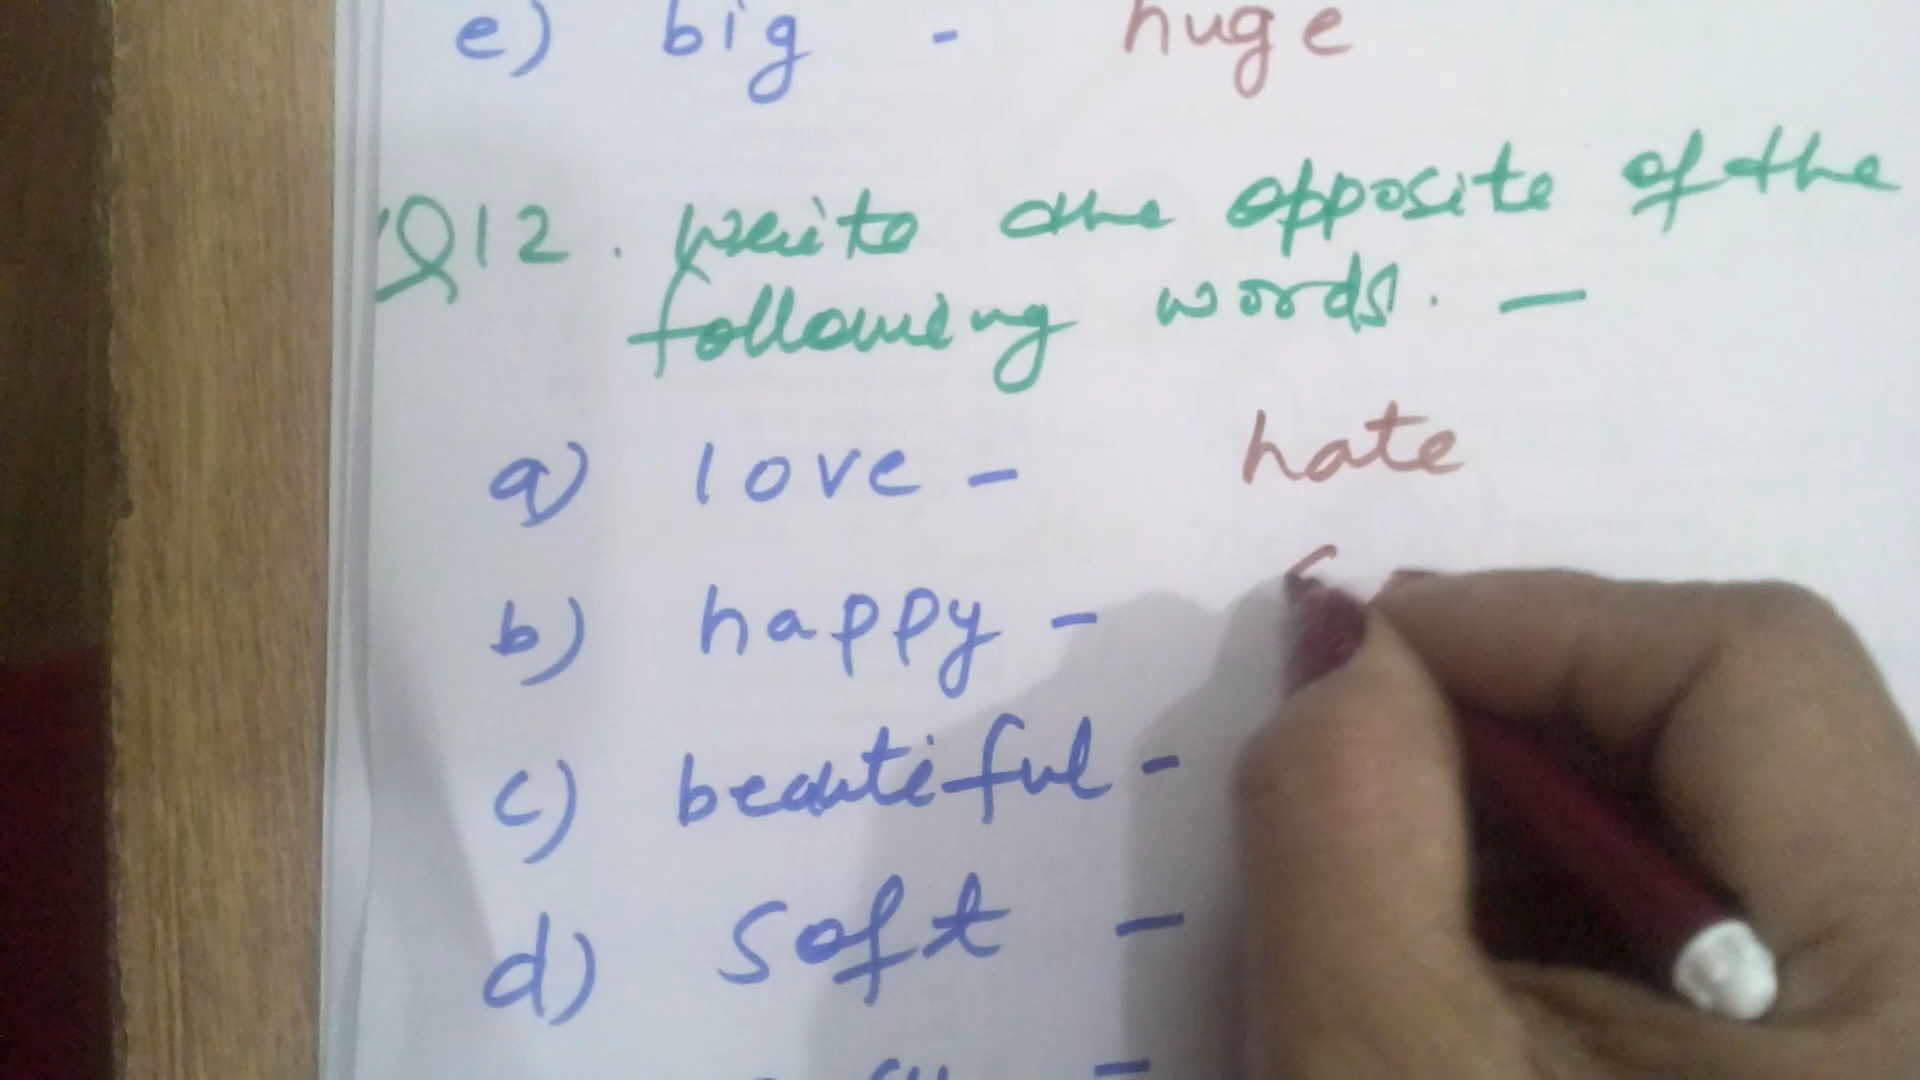 e) big - huge
Q12. Write the opposite of the
following words. —
a) love - hate
b) happy -
c) beautiful -
d) soft -